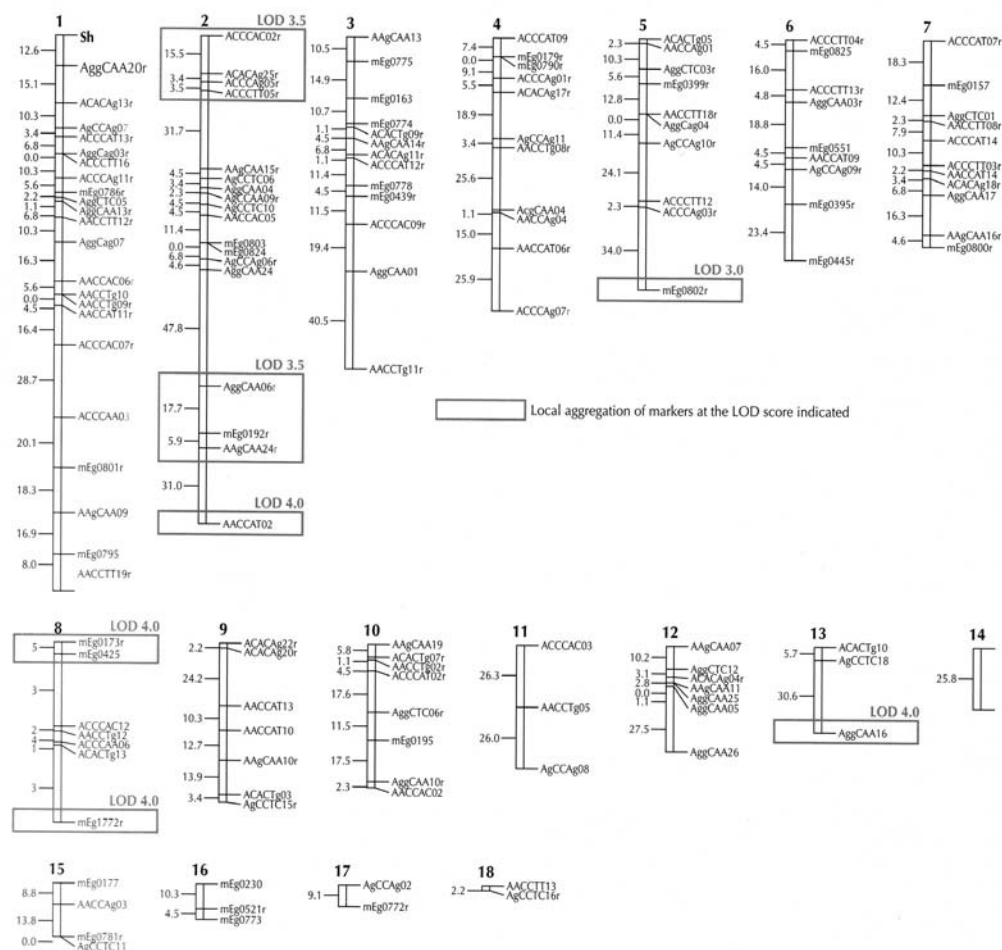 1
Sh
12.6
AggCAA20r
15.1
ACACAg13r
10.3
AgCCAg07
3.4
ACCCAT13r
6.8
AggCag03r
0.0
ACCCTT16
10.3
ACCCAg11r
5.6
mEg0786r
2.2
AggCTC05
1.1
AggCAA13r
6.8
AACCTT12r
10.3
AggCag07
16.3
AACCAC06r
5.6
AACCTg10
0.0
AACCTg09r
4.5
AACCAT11r
16.4
ACCCAC07r
28.7
20.1
mEg0801r
18.3
AAgCAA09
16.9
mEg0795
8.0
AACCTT19r
2
LOD 3.5
ACCCAC02r
15.5
ACACAg25r
3.4
ACCCAg05r
3.5
ACCCTT05r
31.7
AAgCAA15r
4.5
AgCCTC06
3.4
AggCAA04
2.3
AgCCAA09r
4.5
AgCCTC10
4.5
AACCAC05
11.4
mEg0803
0.0
mEg0824
6.8
AgCCAg06r
4.6
AggCAA24
47.8
LOD 3.5
AggCAA06r
17.7
mEg0192r
5.9
AAgCAA24r
31.0
LOD 4.0
AACCAT02
3
AAgCAA13
10.5
mEg0775
14.9
mEg0163
10.7
mEg0774
1.1
ACACTg09r
4.5
AAgCAA14r
6.8
ACACAg11r
1.1
ACCCAT12r
11.4
mEg0778
4.5
mEg0439r
11.5
ACCCAC09r
19.4
AggCAA01
40.5
AACCTg11r
4
ACCCAT09
7.4
mEg0179r
0.0
mEg0790r
9.1
ACCCAg01r
5.5
ACACAg17r
18.9
AgCCAg11
3.4
AACCTg08r
25.6
AcgCAA04
1.1
AACCAg04
15.0
AACCAT06r
25.9
ACCCAg07r
5
ACACTg05
2.3
AACCAg01
10.3
AggCTC03r
5.6
mEg0399r
12.8
AACCTT18r
0.0
AggCag04
11.4
AgCCAg10r
24.1
ACCCTT12
2.3
ACCCAg03r
34.0
LOD 3.0
mEg0802r
6
ACCCTT04r
4.5
mEg0825
16.0
ACCCTT13r
4.8
AggCAA03r
18.8
mEg0551
4.5
AACCAT09
4.5
AgCCAg09r
14.0
mEg0395r
23.4
mEg0445r
7
ACCCAT07r
18.3
mEg0157
12.4
AggCTC01
2.3
AACCTT08r
7.9
ACCCAT14
10.3
ACCCTT03r
2.2
AACCAT14
3.4
ACACAg18r
6.8
AggCAA17
16.3
AAgCAA16r
4.6
mEg0800r
Local aggregation of markers at the LOD score indicated
8
LOD 4.0
mEg0173r
5
mEg0425
3
ACCCAC12
2
AACCTg12
4
ACCCAA06
1
ACACTg13
3
LOD 4.0
mEg1772r
9
ACACAg22r
2.2
ACACAg20r
24.2
AACCAT13
10.3
AACCAT10
12.7
AAgCAA10r
13.9
ACACTg03
3.4
AgCCTC15r
10
AAgCAA19
5.8
ACACTg07r
1.1
AACCTg02r
4.5
ACCCAT02r
17.6
AggCTC06r
11.5
mEg0195
17.5
AggCAA10r
2.3
AACCAC02
11
ACCCAC03
26.3
AACCTg05
26.0
AgCCAg08
12
AAgCAA07
10.2
AggCTC12
3.1
ACACAg04r
2.8
AAgCAA11
0.0
AggCAA25
1.1
AggCAA05
27.5
AggCAA26
13
ACACTg10
5.7
AgCCTC18
30.6
LOD 4.0
AggCAA16
14
25.8
15
mEg0177
8.8
AACCAg03
13.8
mEg0781r
0.0
AgCCTC11
16
mEg0230
10.3
mEg0521r
4.5
mEg0773
17
AgCCAg02
9.1
mEg0772r
18
AACCTT13
2.2
AgCCTC16r